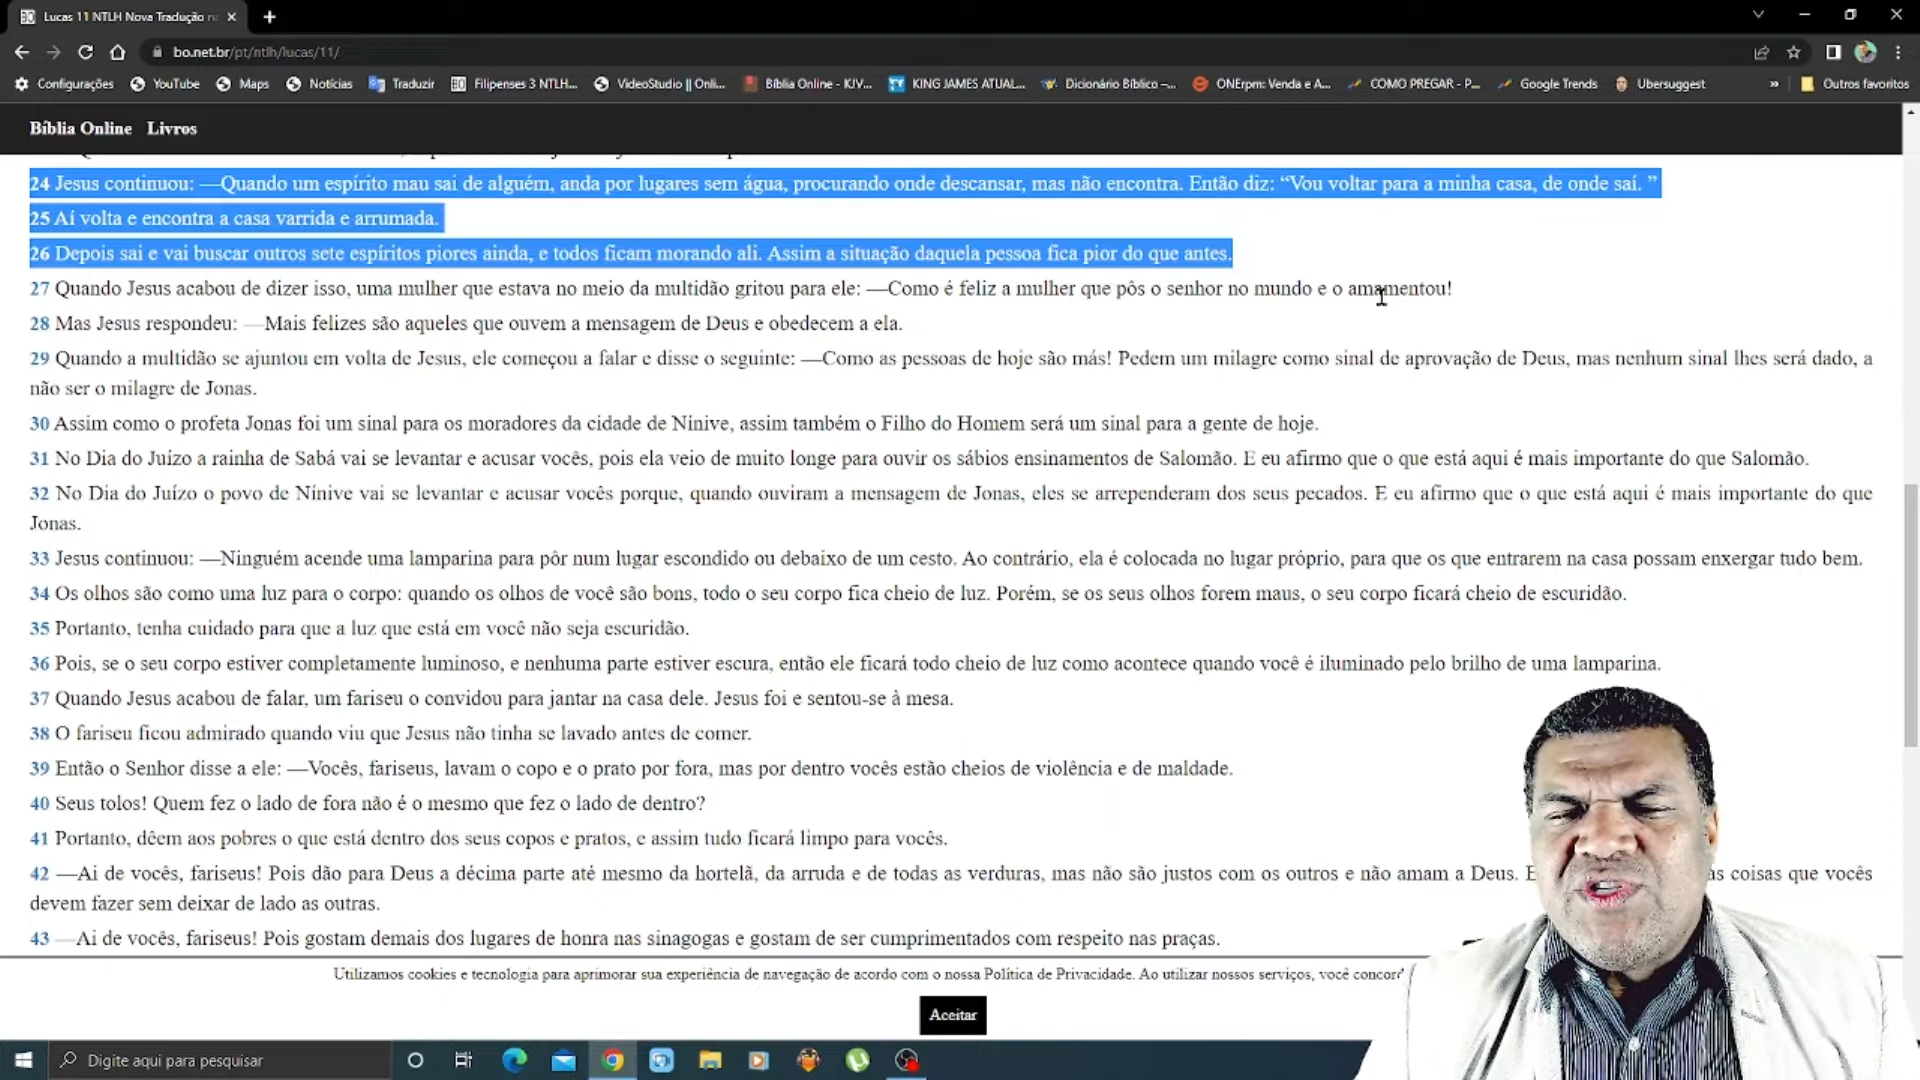 Lucas 11 NTLH Nova Tradução n
bo.net.br/pt/ntlh/lucas/11/
Configurações YouTube Maps Notícias Traduzir Filipenses 3 NTLH... VideoStudio || Onli... Bíblia Online - KJV... KING JAMES ATUAL... Dicionário Bíblico –... ONErpm: Venda e A... COMO PREGAR - P... Google Trends Ubersuggest » Outros favoritos
Bíblia Online Livros
24 Jesus continuou: —Quando um espírito mau sai de alguém, anda por lugares sem água, procurando onde descansar, mas não encontra. Então diz: “Vou voltar para a minha casa, de onde saí. ”
25 Aí volta e encontra a casa varrida e arrumada.
26 Depois sai e vai buscar outros sete espíritos piores ainda, e todos ficam morando ali. Assim a situação daquela pessoa fica pior do que antes.
27 Quando Jesus acabou de dizer isso, uma mulher que estava no meio da multidão gritou para ele: —Como é feliz a mulher que pôs o senhor no mundo e o amamentou!
28 Mas Jesus respondeu: —Mais felizes são aqueles que ouvem a mensagem de Deus e obedecem a ela.
29 Quando a multidão se ajuntou em volta de Jesus, ele começou a falar e disse o seguinte: —Como as pessoas de hoje são más! Pedem um milagre como sinal de aprovação de Deus, mas nenhum sinal lhes será dado, a
não ser o milagre de Jonas.
30 Assim como o profeta Jonas foi um sinal para os moradores da cidade de Nínive, assim também o Filho do Homem será um sinal para a gente de hoje.
31 No Dia do Juízo a rainha de Sabá vai se levantar e acusar vocês, pois ela veio de muito longe para ouvir os sábios ensinamentos de Salomão. E eu afirmo que o que está aqui é mais importante do que Salomão.
32 No Dia do Juízo o povo de Nínive vai se levantar e acusar vocês porque, quando ouviram a mensagem de Jonas, eles se arrependeram dos seus pecados. E eu afirmo que o que está aqui é mais importante do que
Jonas.
33 Jesus continuou: —Ninguém acende uma lamparina para pôr num lugar escondido ou debaixo de um cesto. Ao contrário, ela é colocada no lugar próprio, para que os que entrarem na casa possam enxergar tudo bem.
34 Os olhos são como uma luz para o corpo: quando os olhos de você são bons, todo o seu corpo fica cheio de luz. Porém, se os seus olhos forem maus, o seu corpo ficará cheio de escuridão.
35 Portanto, tenha cuidado para que a luz que está em você não seja escuridão.
36 Pois, se o seu corpo estiver completamente luminoso, e nenhuma parte estiver escura, então ele ficará todo cheio de luz como acontece quando você é iluminado pelo brilho de uma lamparina.
37 Quando Jesus acabou de falar, um fariseu o convidou para jantar na casa dele. Jesus foi e sentou-se à mesa.
38 O fariseu ficou admirado quando viu que Jesus não tinha se lavado antes de comer.
39 Então o Senhor disse a ele: —Vocês, fariseus, lavam o copo e o prato por fora, mas por dentro vocês estão cheios de violência e de maldade.
40 Seus tolos! Quem fez o lado de fora não é o mesmo que fez o lado de dentro?
41 Portanto, dêem aos pobres o que está dentro dos seus copos e pratos, e assim tudo ficará limpo para vocês.
42 —Ai de vocês, fariseus! Pois dão para Deus a décima parte até mesmo da hortelã, da arruda e de todas as verduras, mas não são justos com os outros e não amam a Deus. coisas que vocês
devem fazer sem deixar de lado as outras.
43 —Ai de vocês, fariseus! Pois gostam demais dos lugares de honra nas sinagogas e gostam de ser cumprimentados com respeito nas praças.
Utilizamos cookies e tecnologia para aprimorar sua experiência de navegação de acordo com o nossa Política de Privacidade. Ao utilizar nossos serviços, você concor
Aceitar
Digite aqui para pesquisar